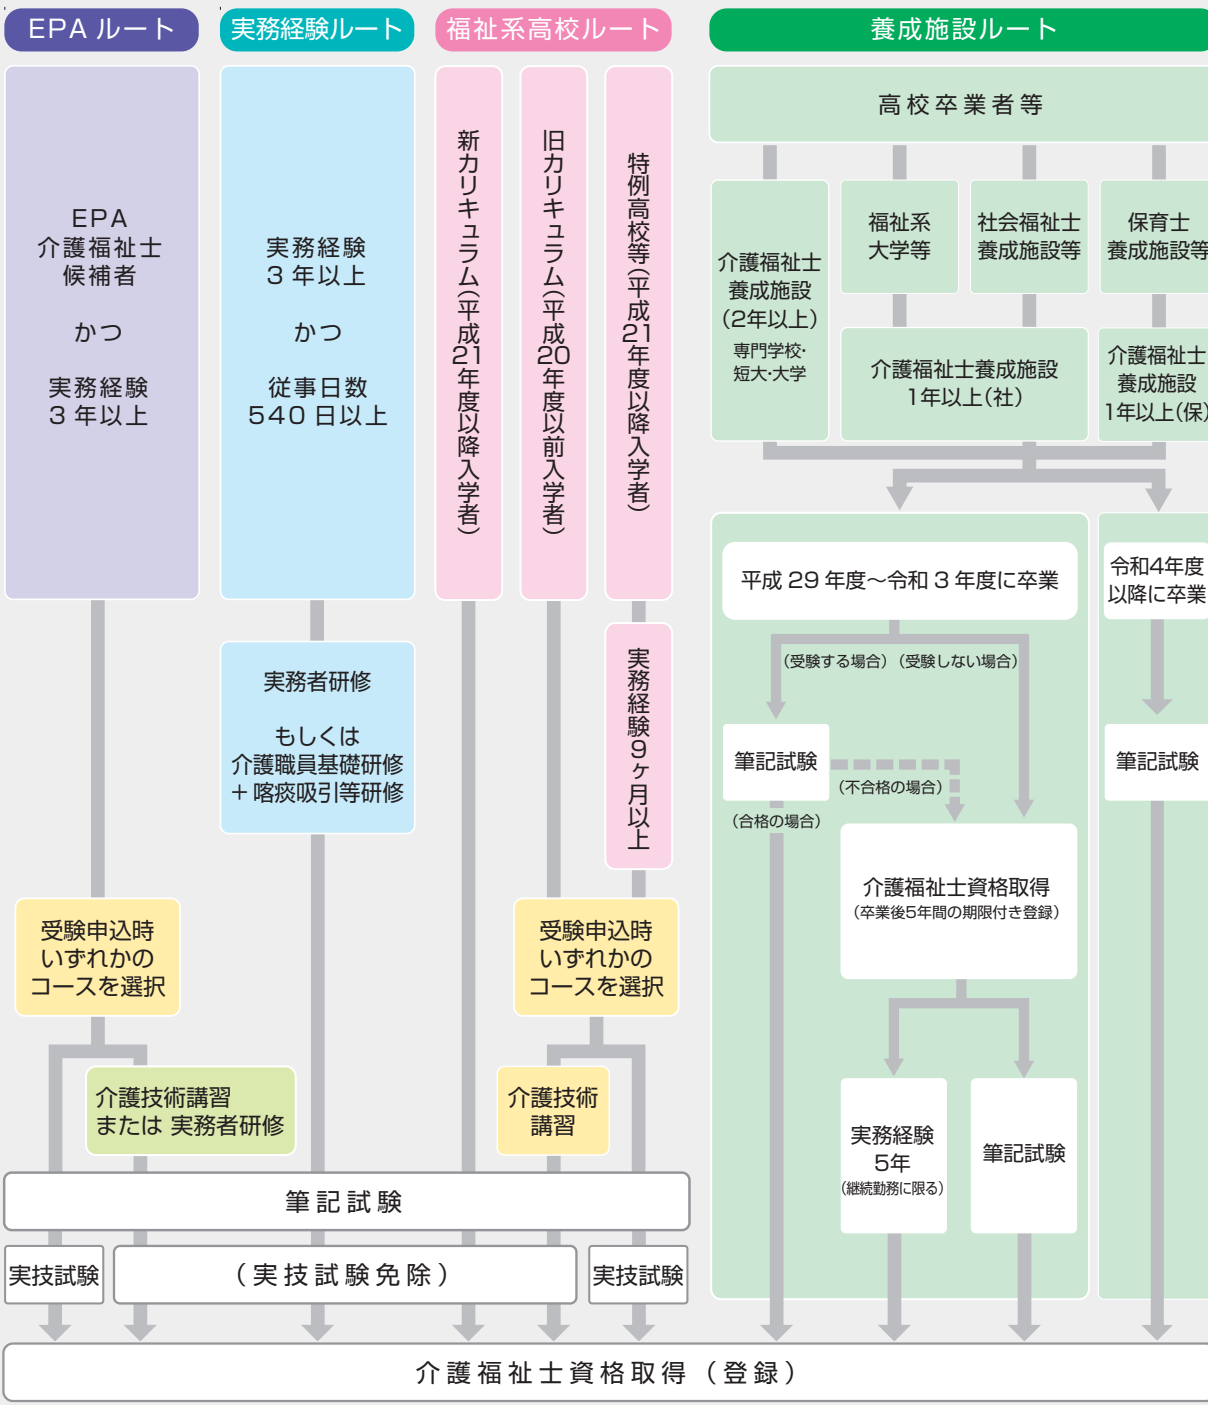 EPA ルート
実務経験ルート
福祉系高校ルート
養成施設ルート
EPA
介護福祉士
候補者
かつ
実務経験
3 年以上
実務経験
3 年以上
かつ
従事日数
540 日以上
新カリキュラム(平成21年度以降入学者)
旧カリキュラム(平成20年度以前入学者)
特例高校等(平成21年度以降入学者)
高校卒業者等
介護福祉士
養成施設
(2年以上)
専門学校・
短大・大学
福祉系
大学等
社会福祉士
養成施設等
保育士
養成施設等
介護福祉士養成施設
1年以上(社)
介護福祉士
養成施設
1年以上(保)
実務者研修
もしくは
介護職員基礎研修
+ 喀痰吸引等研修
実務経験9ヶ月以上
平成 29 年度〜令和 3 年度に卒業
令和4年度
以降に卒業
(受験する場合)(受験しない場合)
筆記試験
(不合格の場合)
(合格の場合)
筆記試験
介護福祉士資格取得
(卒業後5年間の期限付き登録)
受験申込時
いずれかの
コースを選択
受験申込時
いずれかの
コースを選択
介護技術講習
または 実務者研修
介護技術
講習
実務経験
5年
(継続勤務に限る)
筆記試験
筆記試験
実技試験
(実技試験免除)
実技試験
介護福祉士資格取得(登録)